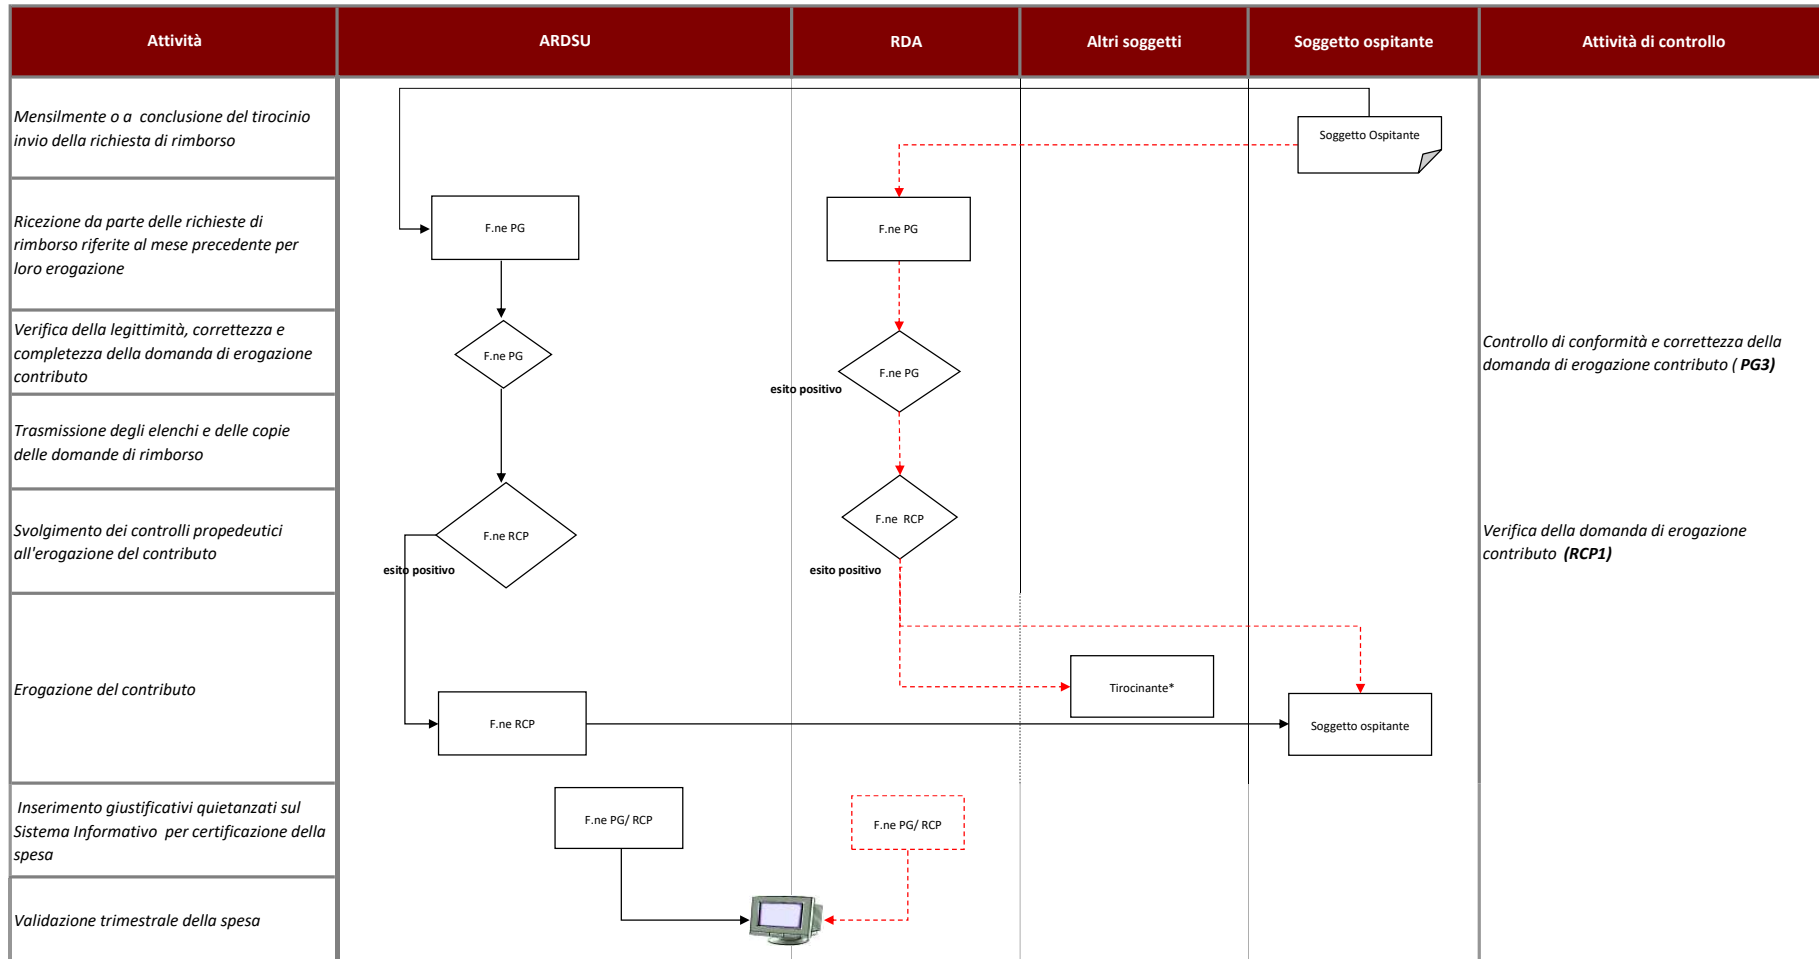 Attività
ARDSU
RDA
Altri soggetti
Soggetto ospitante
Attività di controllo
Mensilmente o a conclusione del tirocinio
invio della richiesta di rimborso
Soggetto Ospitante
Ricezione da parte delle richieste di
rimborso riferite al mese precedente per
loro erogazione
F.ne PG
F.ne PG
Verifica della legittimità, correttezza e
completezza della domanda di erogazione
contributo
F.ne PG
F.ne PG
esito positivo
Controllo di conformità e correttezza della
domanda di erogazione contributo ( PG3)
Trasmissione degli elenchi e delle copie
delle domande di rimborso
Svolgimento dei controlli propedeutici
all'erogazione del contributo
F.ne RCP
esito positivo
F.ne RCP
esito positivo
Verifica della domanda di erogazione
contributo (RCP1)
Erogazione del contributo
F.ne RCP
Tirocinante*
Soggetto ospitante
Inserimento giustificativi quietanzati sul
Sistema Informativo per certificazione della
spesa
F.ne PG/ RCP
F.ne PG/ RCP
Validazione trimestrale della spesa